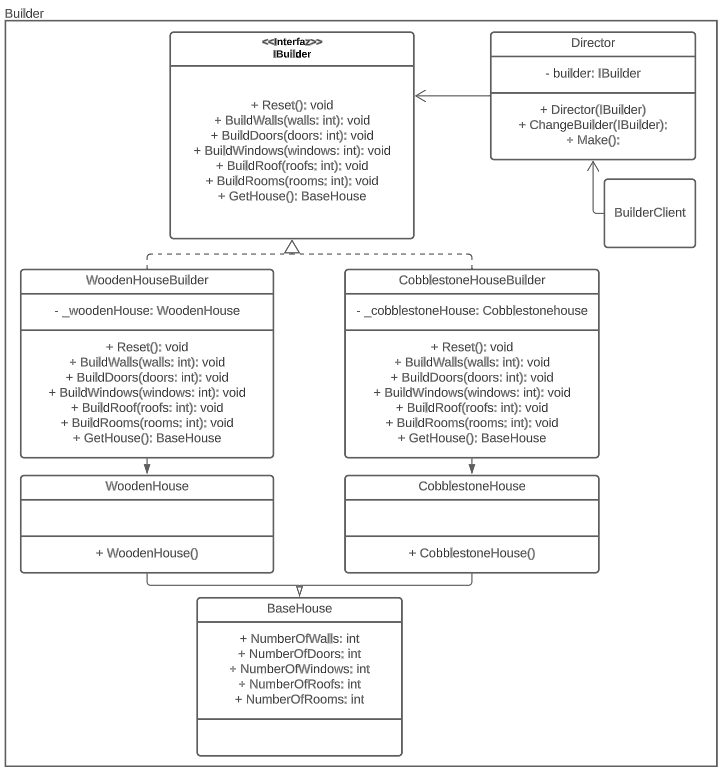 Builder
<<Interfaz>>
IBuilder
+ Reset(): void
+ BuildWalls(walls: int): void
+ BuildDoors(doors: int): void
+ BuildWindows(windows: int): void
+ BuildRoof(roofs: int): void
+ BuildRooms(rooms: int): void
+ GetHouse(): BaseHouse
Director
- builder: IBuilder
+ Director(IBuilder)
+ ChangeBuilder(IBuilder):
+ Make():
BuilderClient
WoodenHouseBuilder
- _woodenHouse: WoodenHouse
+ Reset(): void
+ BuildWalls(walls: int): void
+ BuildDoors(doors: int): void
+ BuildWindows(windows: int): void
+ BuildRoof(roofs: int): void
+ BuildRooms(rooms: int): void
+ GetHouse(): BaseHouse
CobblestoneHouseBuilder
- _cobblestoneHouse: Cobblestonehouse
+ Reset(): void
+ BuildWalls(walls: int): void
+ BuildDoors(doors: int): void
+ BuildWindows(windows: int): void
+ BuildRoof(roofs: int): void
+ BuildRooms(rooms: int): void
+ GetHouse(): BaseHouse
WoodenHouse
+ WoodenHouse()
CobblestoneHouse
+ CobblestoneHouse()
BaseHouse
+ NumberOfWalls: int
+ NumberOfDoors: int
+ NumberOfWindows: int
+ NumberOfRoofs: int
+ NumberOfRooms: int